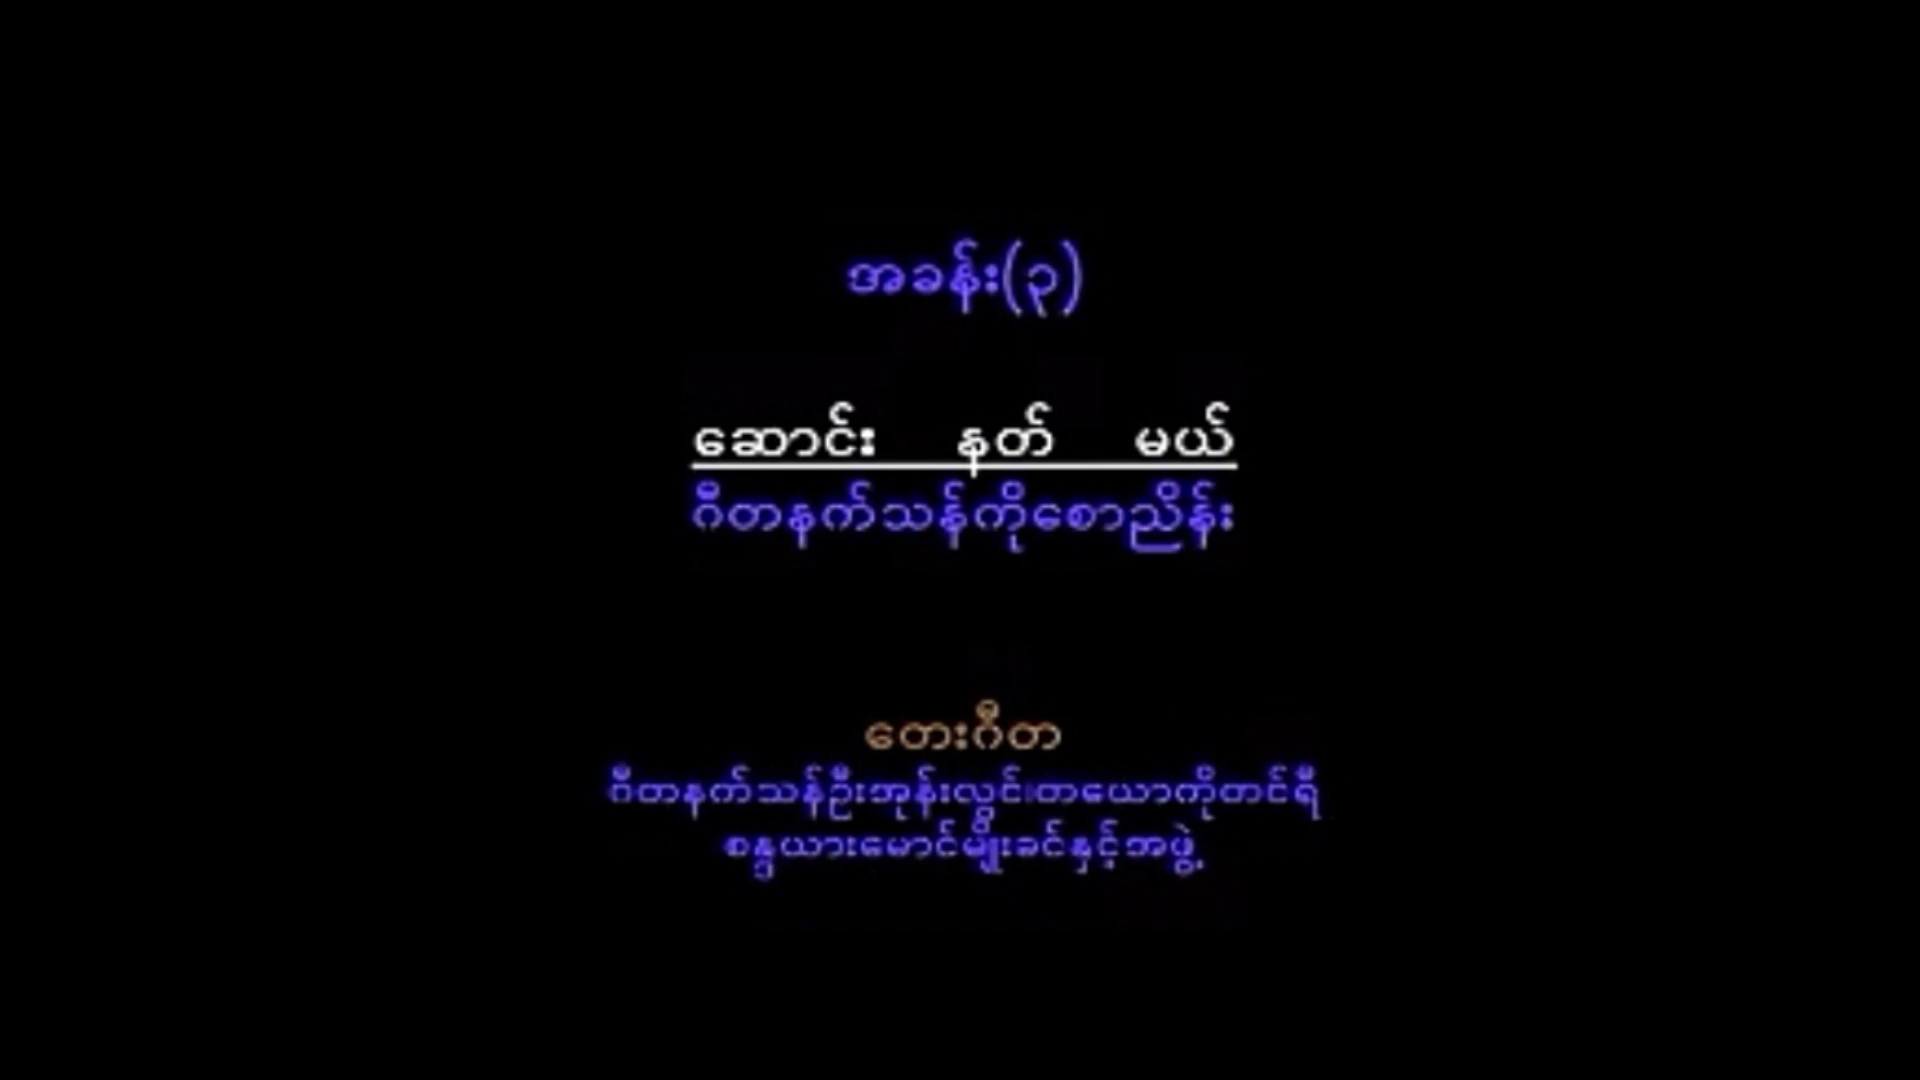 အခန်း(၃)
ဆောင်း နတ် မယ်
ဂီတနက်သန်ကိုစောညိန်း
တေးဂီတ
ဂီတနက်သန်ဦးအုန်းလွင်၊တယောကိုတင်ရီ
စန္ဒယားမောင်မျိုးခင်နှင့်အဖွဲ့